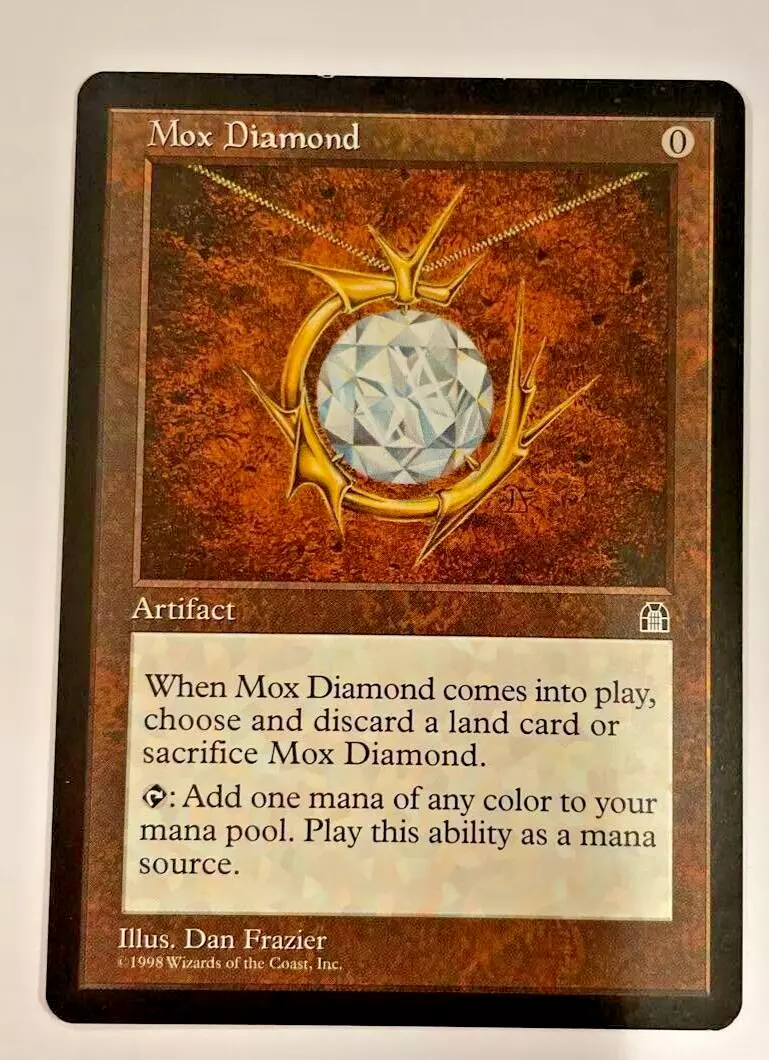 Mox Diamond 0
DF
Artifact
When Mox Diamond comes into play,
choose and discard a land card or
sacrifice Mox Diamond.
: Add one mana of any color to your
mana pool. Play this ability as a mana
source.
Illus. Dan Frazier
©1998 Wizards of the Coast, Inc.